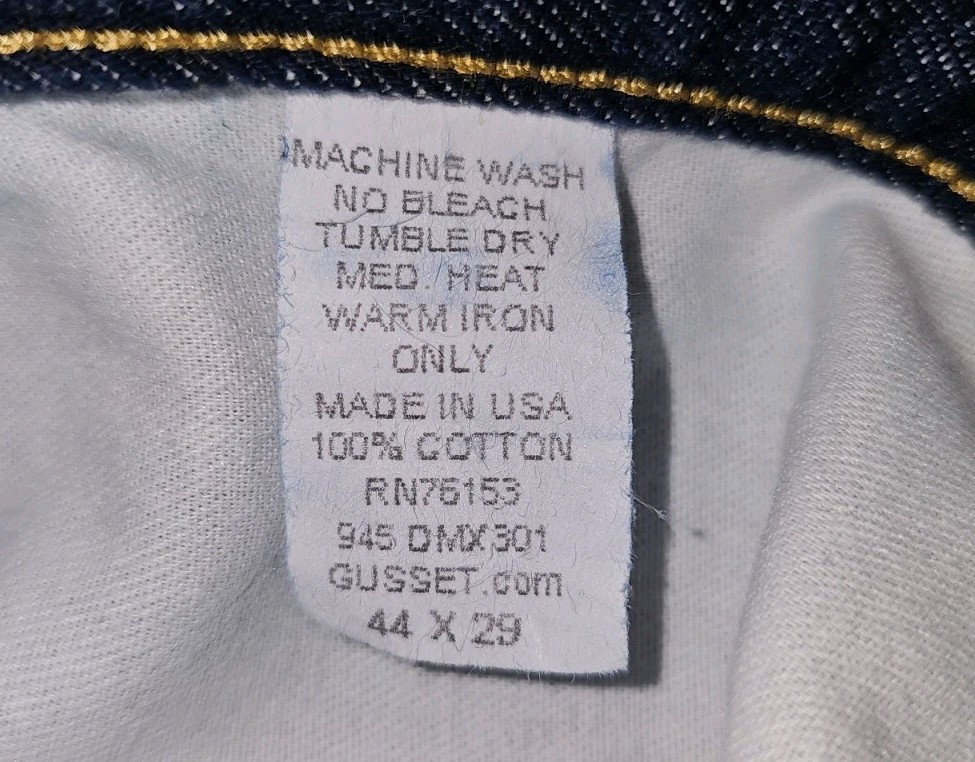 MACHINE WASH
NO BLEACH
TUMBLE DRY
MED. HEAT
WARM IRON
ONLY
MADE IN USA
100% COTTON
RN76153
945 DMX301
GUSSET.com
44 X 29